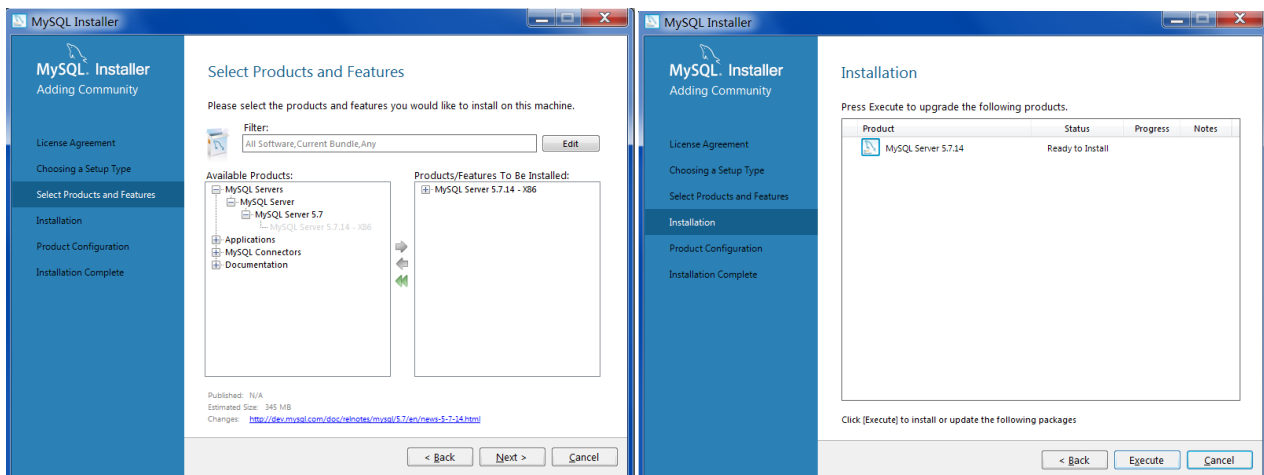 MySQL Installer
MySQL. Installer
Adding Community
License Agreement
Choosing a Setup Type
Select Products and Features
Installation
Product Configuration
Installation Complete
Select Products and Features
Please select the products and features you would like to install on this machine.
Filter:
All Software,Current Bundle,Any
Edit
Available Products:
MySQL Servers
MySQL Server
MySQL Server 5.7
MySQL Server 5.7.14 - X86
Applications
MySQL Connectors
Documentation
Products/Features To Be Installed:
MySQL Server 5.7.14 - X86
Published: N/A
Estimated Size: 345 MB
Changes: http://dev.mysql.com/doc/relnotes/mysql/5.7/en/news-5-7-14.html
< Back Next > Cancel
MySQL Installer
MySQL. Installer
Adding Community
License Agreement
Choosing a Setup Type
Select Products and Features
Installation
Product Configuration
Installation Complete
Installation
Press Execute to upgrade the following products.
Product Status Progress Notes
MySQL Server 5.7.14 Ready to Install
Click [Execute] to install or update the following packages
< Back Execute Cancel